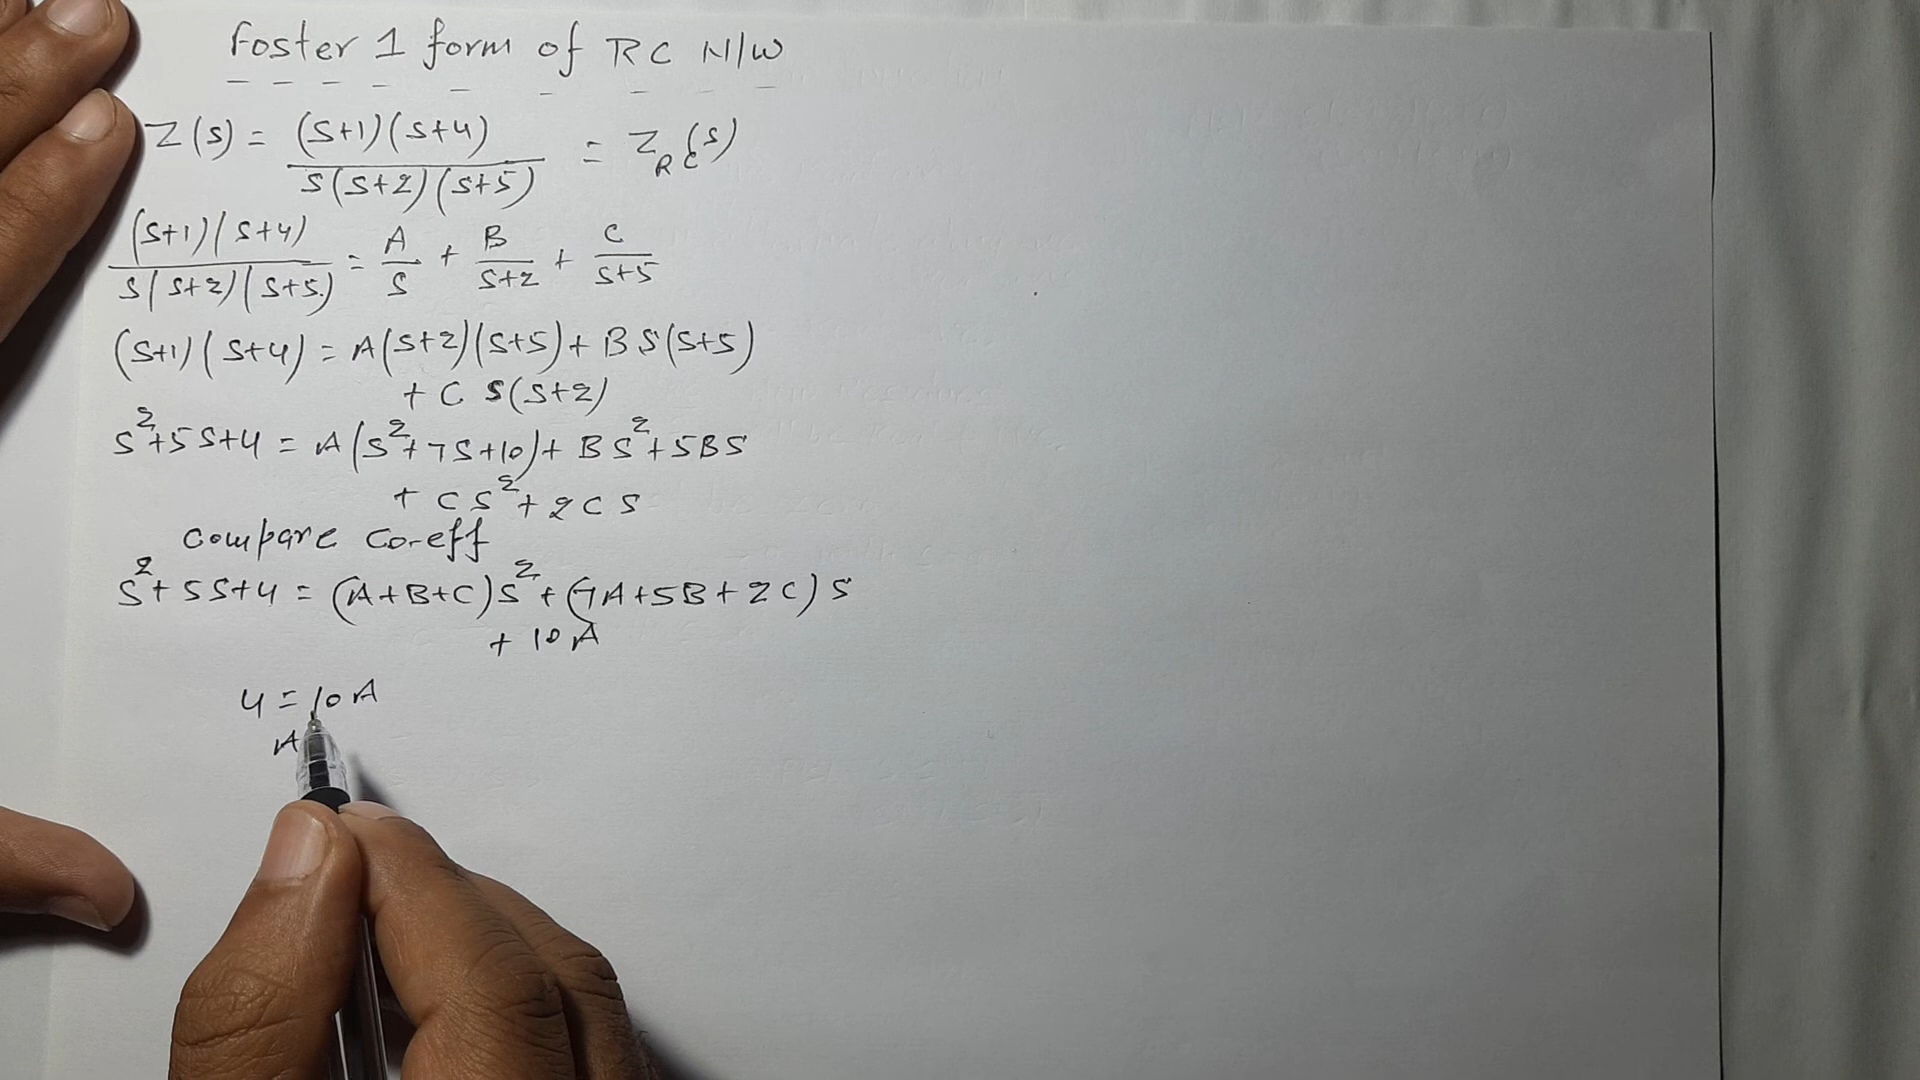 Foster 1 form of RC N/W
Z(s) = (s+1)(s+4) / s(s+2)(s+5) = Z_RC(s)
(s+1)(s+4) / s(s+2)(s+5) = A/s + B/s+2 + C/s+5
(s+1)(s+4) = A(s+2)(s+5) + B s(s+5)
+ C s(s+2)
s²+5s+4 = A(s²+7s+10) + Bs²+5Bs
+ Cs²+2Cs
compare co-eff
s²+5s+4 = (A+B+C)s² + (7A+5B+2C)s
+ 10A
4 = 10A
A